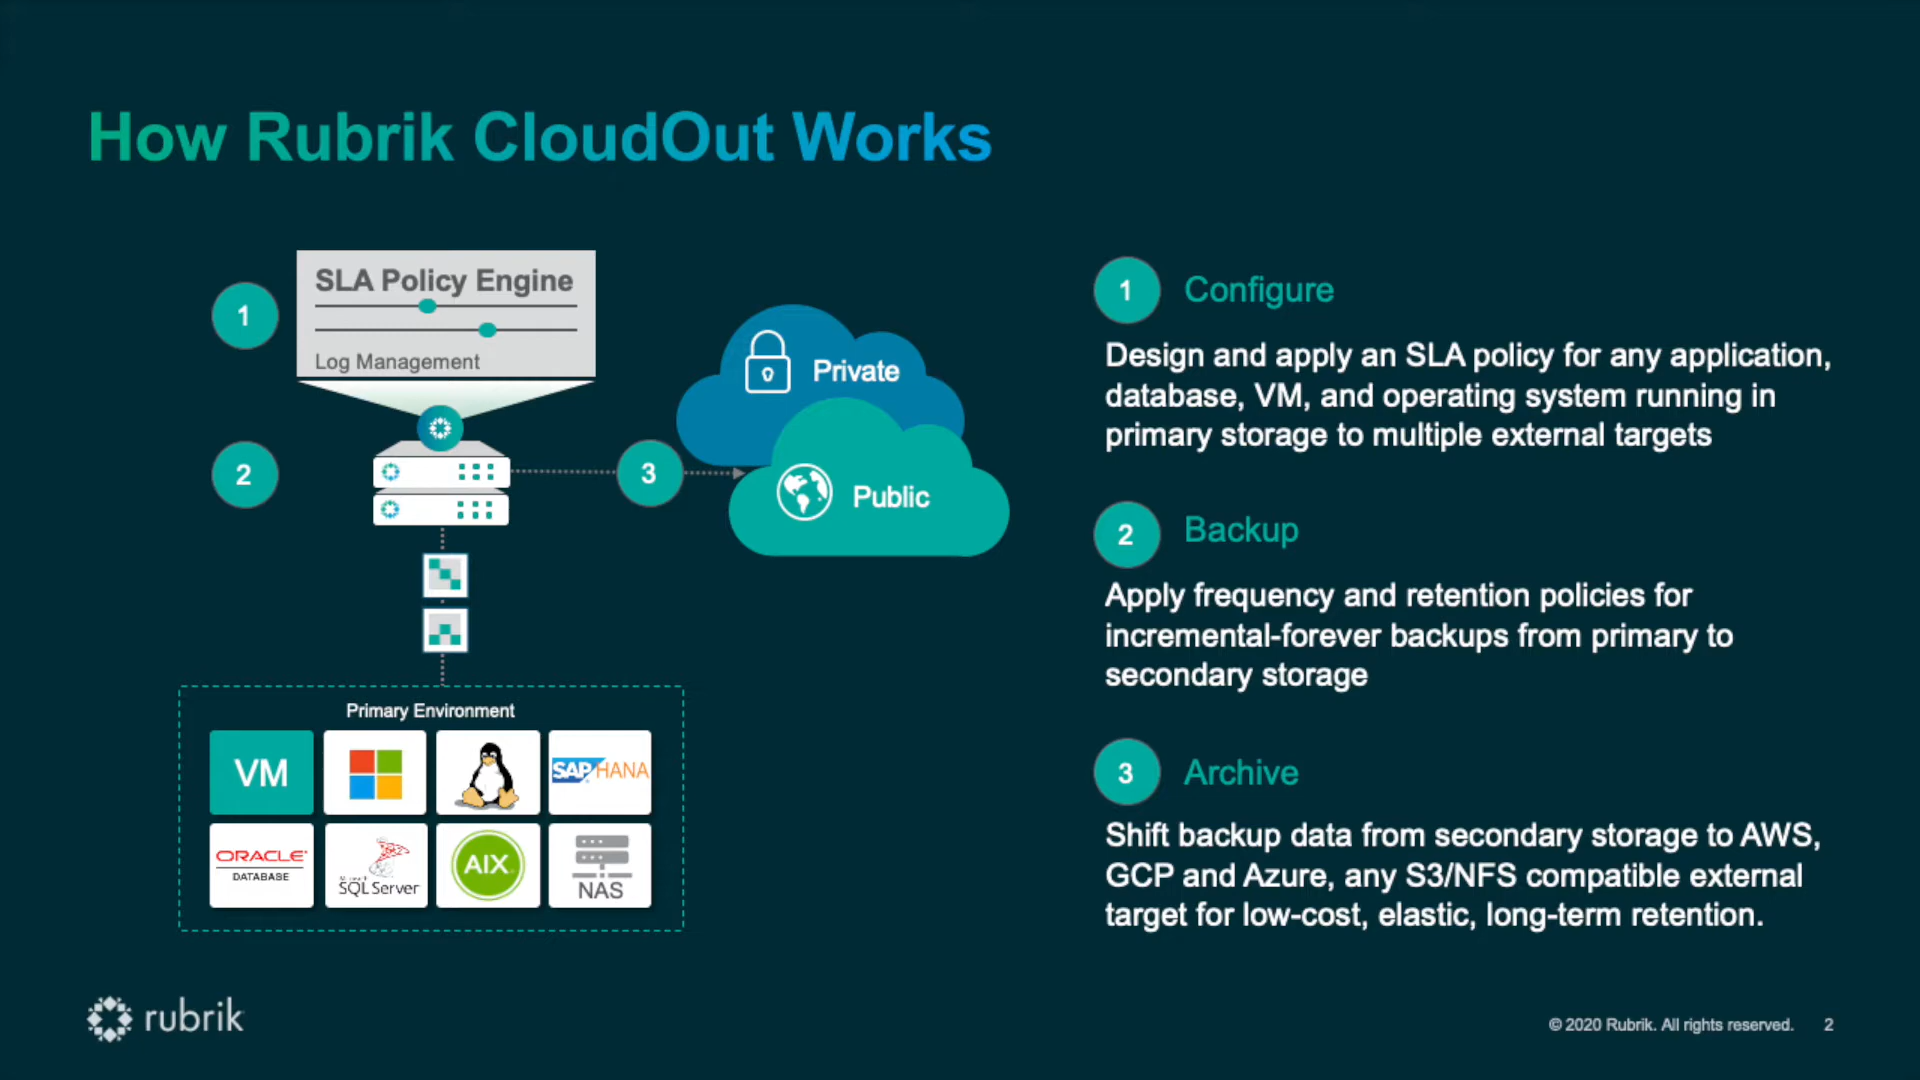 How Rubrik CloudOut Works
1
SLA Policy Engine
Log Management
2
3
Private
Public
Primary Environment
VM
SAP HANA
ORACLE
DATABASE
Microsoft
SQL Server
AIX
NAS
1 Configure
Design and apply an SLA policy for any application,
database, VM, and operating system running in
primary storage to multiple external targets
2 Backup
Apply frequency and retention policies for
incremental-forever backups from primary to
secondary storage
3 Archive
Shift backup data from secondary storage to AWS,
GCP and Azure, any S3/NFS compatible external
target for low-cost, elastic, long-term retention.
rubrik
© 2020 Rubrik. All rights reserved. 2